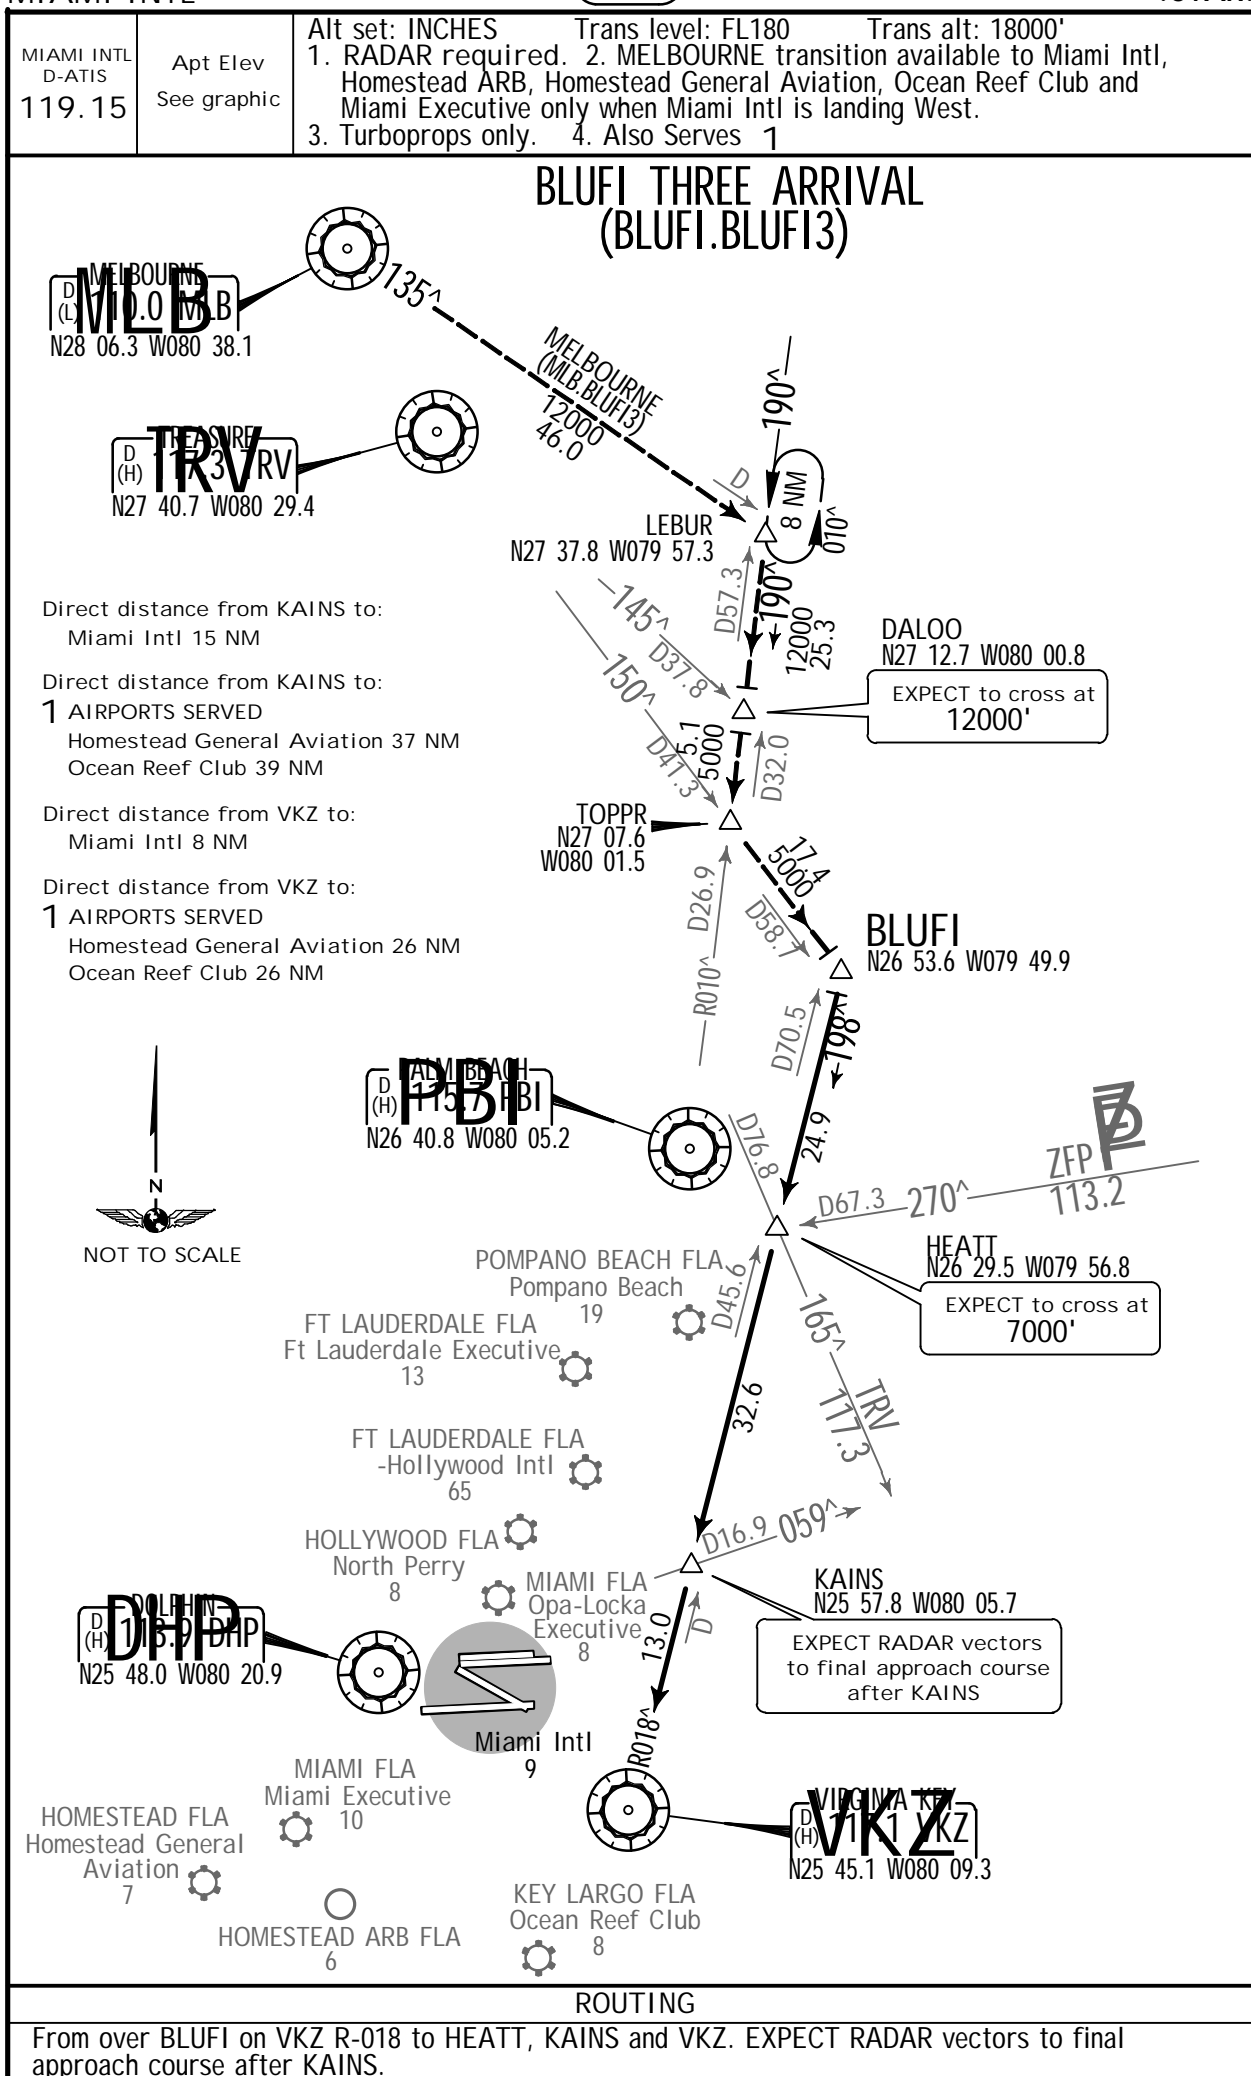 MIAMI INTL
D-ATIS
119.15
Apt Elev
See graphic
Alt set: INCHES Trans level: FL180 Trans alt: 18000'
1. RADAR required. 2. MELBOURNE transition available to Miami Intl,
Homestead ARB, Homestead General Aviation, Ocean Reef Club and
Miami Executive only when Miami Intl is landing West.
3. Turboprops only. 4. Also Serves 1
BLUFI THREE ARRIVAL
(BLUFI.BLUFI3)
MELBOURNE
D
(L) 110.0 MLB
MLB
N28 06.3 W080 38.1
135^
MELBOURNE
(MLB.BLUFI3)
12000
46.0
190^
TREASURE
D
(H) 117.3 TRV
TRV
N27 40.7 W080 29.4
D
8 NM
010^
LEBUR
N27 37.8 W079 57.3
D57.3
190^
12000
25.3
145^
D37.8
150^
D41.3
Direct distance from KAINS to:
Miami Intl 15 NM
Direct distance from KAINS to:
1 AIRPORTS SERVED
Homestead General Aviation 37 NM
Ocean Reef Club 39 NM
Direct distance from VKZ to:
Miami Intl 8 NM
Direct distance from VKZ to:
1 AIRPORTS SERVED
Homestead General Aviation 26 NM
Ocean Reef Club 26 NM
DALOO
N27 12.7 W080 00.8
EXPECT to cross at
12000'
5.1
5000
D32.0
TOPPR
N27 07.6
W080 01.5
17.4
5000
D58.7
R010^ D26.9
BLUFI
N26 53.6 W079 49.9
D70.5
198^
24.9
PALM BEACH
D
(H) 115.7 PBI
PBI
N26 40.8 W080 05.2
N
NOT TO SCALE
D76.8
ZFP
113.2
D67.3 270^
HEATT
N26 29.5 W079 56.8
EXPECT to cross at
7000'
POMPANO BEACH FLA
Pompano Beach
19
D45.6
165^
TRV
117.3
FT LAUDERDALE FLA
Ft Lauderdale Executive
13
32.6
FT LAUDERDALE FLA
-Hollywood Intl
65
D16.9 059^
HOLLYWOOD FLA
North Perry
8
MIAMI FLA
Opa-Locka
Executive
8
KAINS
N25 57.8 W080 05.7
EXPECT RADAR vectors
to final approach course
after KAINS
13.0
D
R018^
DOLPHIN
D
(H) 113.9 DHP
DHP
N25 48.0 W080 20.9
Miami Intl
9
MIAMI FLA
Miami Executive
10
HOMESTEAD FLA
Homestead General
Aviation
7
VIRGINIA KEY
D
(H) 117.1 VKZ
VKZ
N25 45.1 W080 09.3
HOMESTEAD ARB FLA
6
KEY LARGO FLA
Ocean Reef Club
8
ROUTING
From over BLUFI on VKZ R-018 to HEATT, KAINS and VKZ. EXPECT RADAR vectors to final
approach course after KAINS.